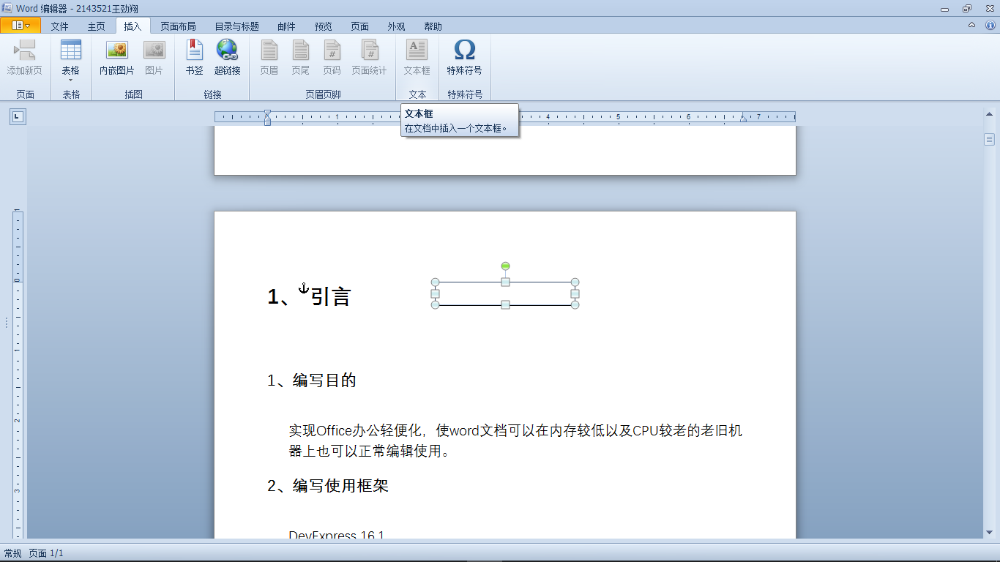 Word 编辑器 - 2143521王劲翔
文件 主页 插入 页面布局 目录与标题 邮件 预览 页面 外观 帮助
添加新页 表格 内嵌图片 图片 书签 超链接 页眉 页尾 页码 页面统计 文本框 特殊符号
页面 表格 插图 链接 页眉页脚 文本 特殊符号
1 4 5 6 7
文本框
在文档中插入一个文本框。
1、 引言
1、编写目的
实现Office办公轻便化，使word文档可以在内存较低以及CPU较老的老旧机
器上也可以正常编辑使用。
2、编写使用框架
DevExpress 16.1
常规 页面 1/1